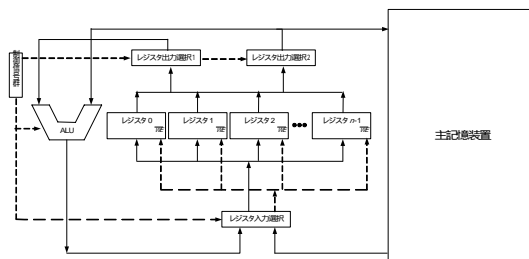 レジスタ出力選択1
レジスタ出力選択2
レジスタ 0
レジスタ 1
レジスタ 2
•••
レジスタ n-1
ALU
主記憶装置
レジスタ入力選択